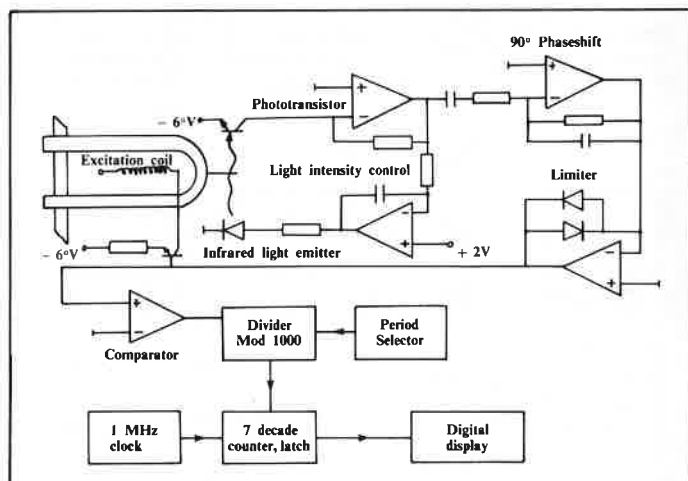 90° Phaseshift
+
−
+
−
Phototransistor
− 6°V
Excitation coil
Light intensity control
Limiter
−
+
−
+
Infrared light emitter
+ 2V
− 6°V
+
−
Comparator
Divider
Mod 1000
Period
Selector
1 MHz
clock
7 decade
counter, latch
Digital
display